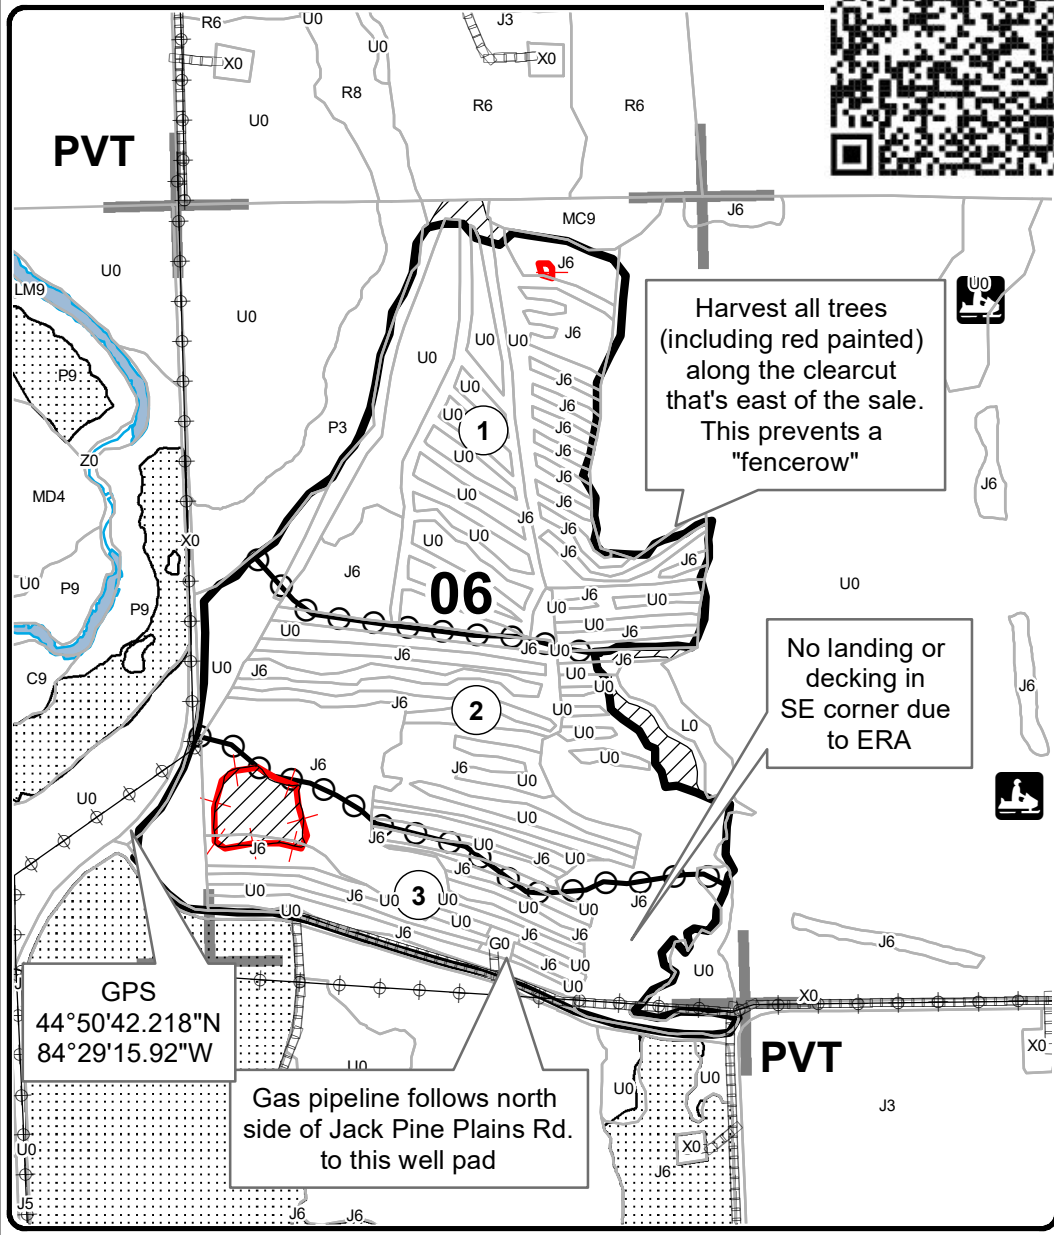 R6
U0
J3
U0
X0
X0
R8
R6
R6
U0
PVT
J6
MC9
U0
J6
LM9
U0
U0
J6
Harvest all trees
(including red painted)
along the clearcut
that's east of the sale.
This prevents a
"fencerow"
U0
U0
U0
P9
U0
J6
U0
J6
1
P3
J6
J6
Z0
U0
J6
MD4
U0
J6
J6
J6
X0
U0
U0
J6
J6
J6
U0
P9
P9
06
J6
U0
U0
U0
U0
U0
J6
No landing or
decking in
SE corner due
to ERA
J6
J6
U0
J6
C9
U0
J6
U0
U0
J6
J6
2
U0
L0
U0
J6
J6
U0
U0
U0
U0
J6
U0
J6
J6
U0
J6
U0
U0
J6
U0
3
U0
U0
U0
J6
U0
J6
U0
J6
J6
G0
J6
J6
U0
U0
U0
X0
GPS
44°50'42.218"N
84°29'15.92"W
PVT
X0
U0
U0
U0
Gas pipeline follows north
side of Jack Pine Plains Rd.
to this well pad
J3
X0
U0
J6
J5
J6
J6